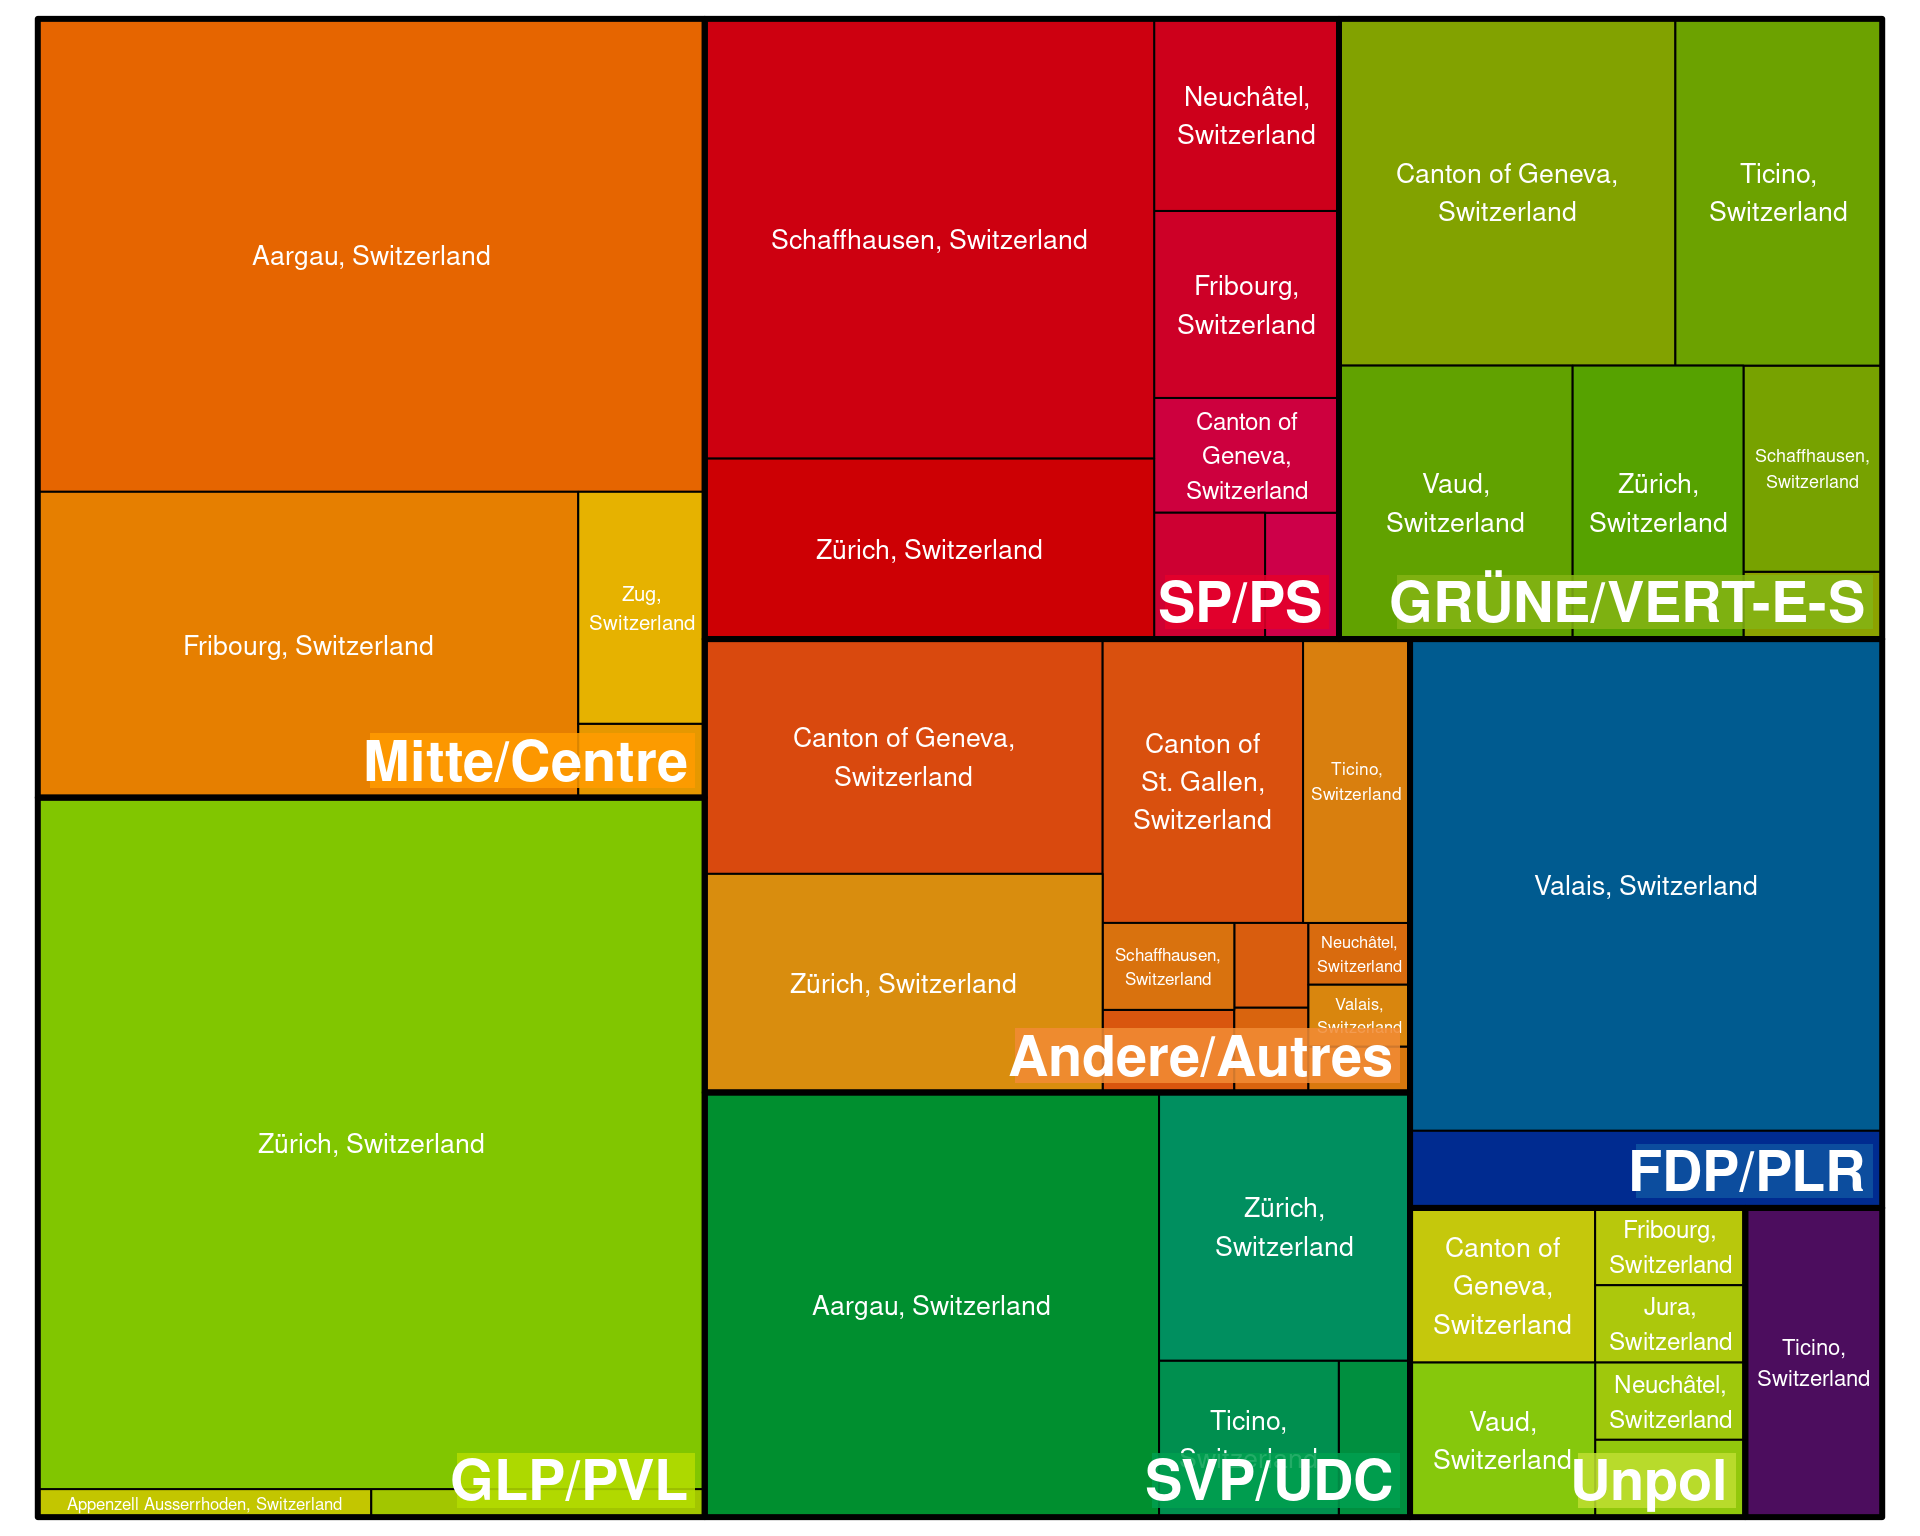 Aargau, Switzerland
Fribourg, Switzerland
Zug,
Switzerland
Mitte/Centre
Zürich, Switzerland
Appenzell Ausserrhoden, Switzerland
GLP/PVL
Schaffhausen, Switzerland
Zürich, Switzerland
Neuchâtel,
Switzerland
Fribourg,
Switzerland
Canton of
Geneva,
Switzerland
SP/PS
Canton of Geneva,
Switzerland
Ticino,
Switzerland
Vaud,
Switzerland
Zürich,
Switzerland
Schaffhausen,
Switzerland
GRÜNE/VERT-E-S
Canton of Geneva,
Switzerland
Zürich, Switzerland
Canton of
St. Gallen,
Switzerland
Ticino,
Switzerland
Schaffhausen,
Switzerland
Neuchâtel,
Switzerland
Valais,
Switzerland
Andere/Autres
Valais, Switzerland
FDP/PLR
Aargau, Switzerland
Zürich,
Switzerland
Ticino,
Switzerland
SVP/UDC
Canton of
Geneva,
Switzerland
Vaud,
Switzerland
Fribourg,
Switzerland
Jura,
Switzerland
Neuchâtel,
Switzerland
Unpol
Ticino,
Switzerland